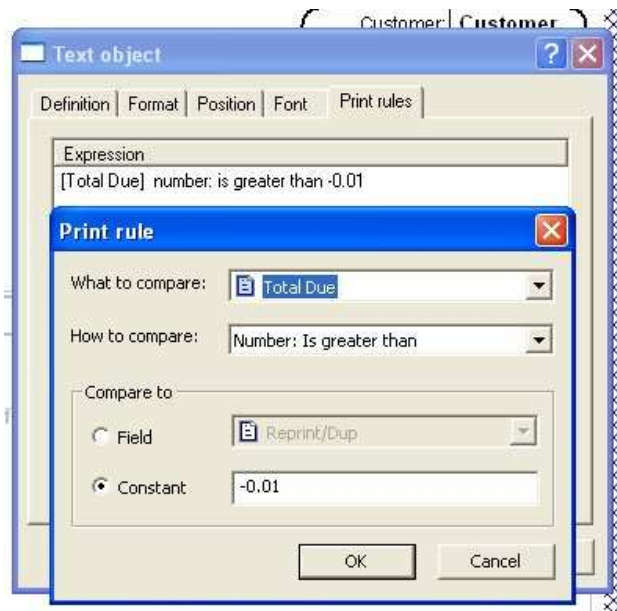 Customer: Customer
Text object
Definition Format Position Font Print rules
Expression
[Total Due] number: is greater than -0.01
Print rule
What to compare: Total Due
How to compare: Number: Is greater than
Compare to
Field Reprint/Dup
Constant -0.01
OK Cancel